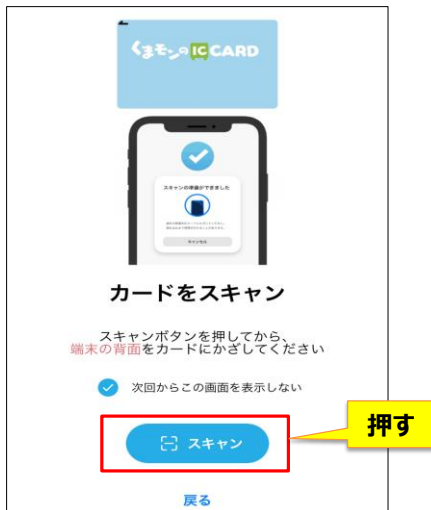 くまモンのIC CARD
スキャンの準備ができました
キャンセル
カードをスキャン
スキャンボタンを押してから、
端末の背面をカードにかざしてください
次回からこの画面を表示しない
スキャン
押す
戻る